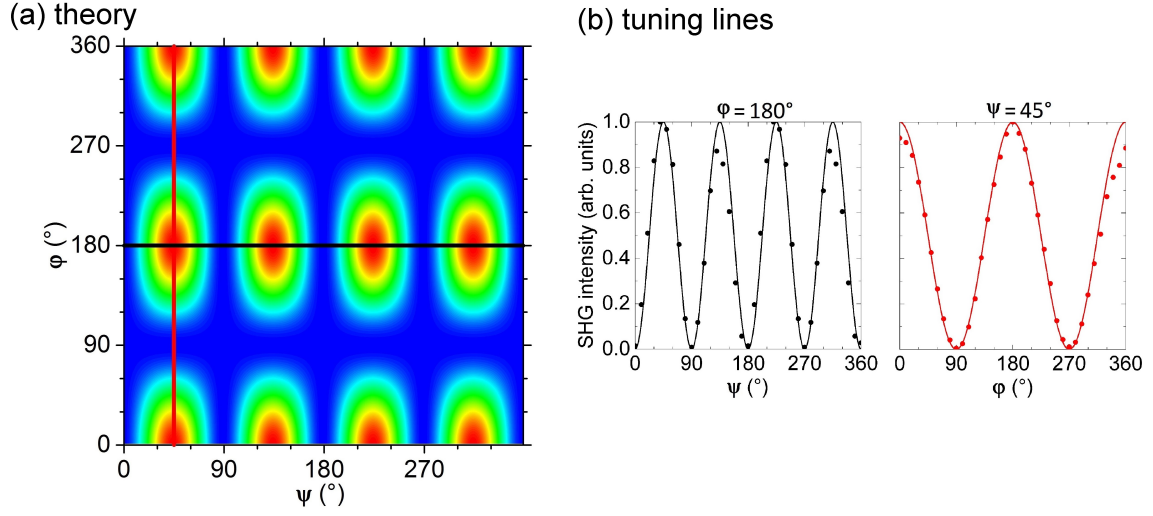 (a) theory
(b) tuning lines
360
270
180
90
0
φ (°)
0
90
180
270
ψ (°)
φ = 180°
1.0
0.8
0.6
0.4
0.2
0.0
SHG intensity (arb. units)
0
90
180
270
360
ψ (°)
ψ = 45°
0
90
180
270
360
φ (°)